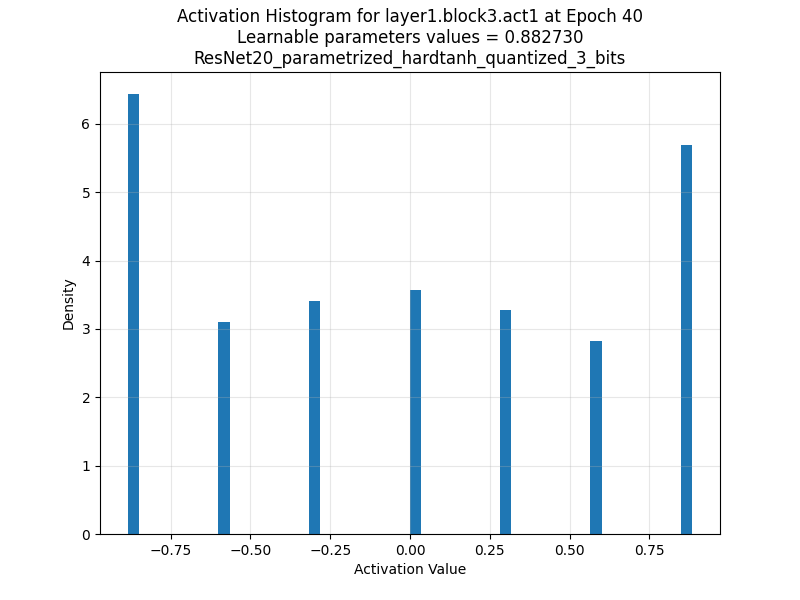 Activation Histogram for layer1.block3.act1 at Epoch 40
Learnable parameters values = 0.882730
ResNet20_parametrized_hardtanh_quantized_3_bits
6
5
4
3
2
1
0
Density
−0.75 −0.50 −0.25 0.00 0.25 0.50 0.75
Activation Value